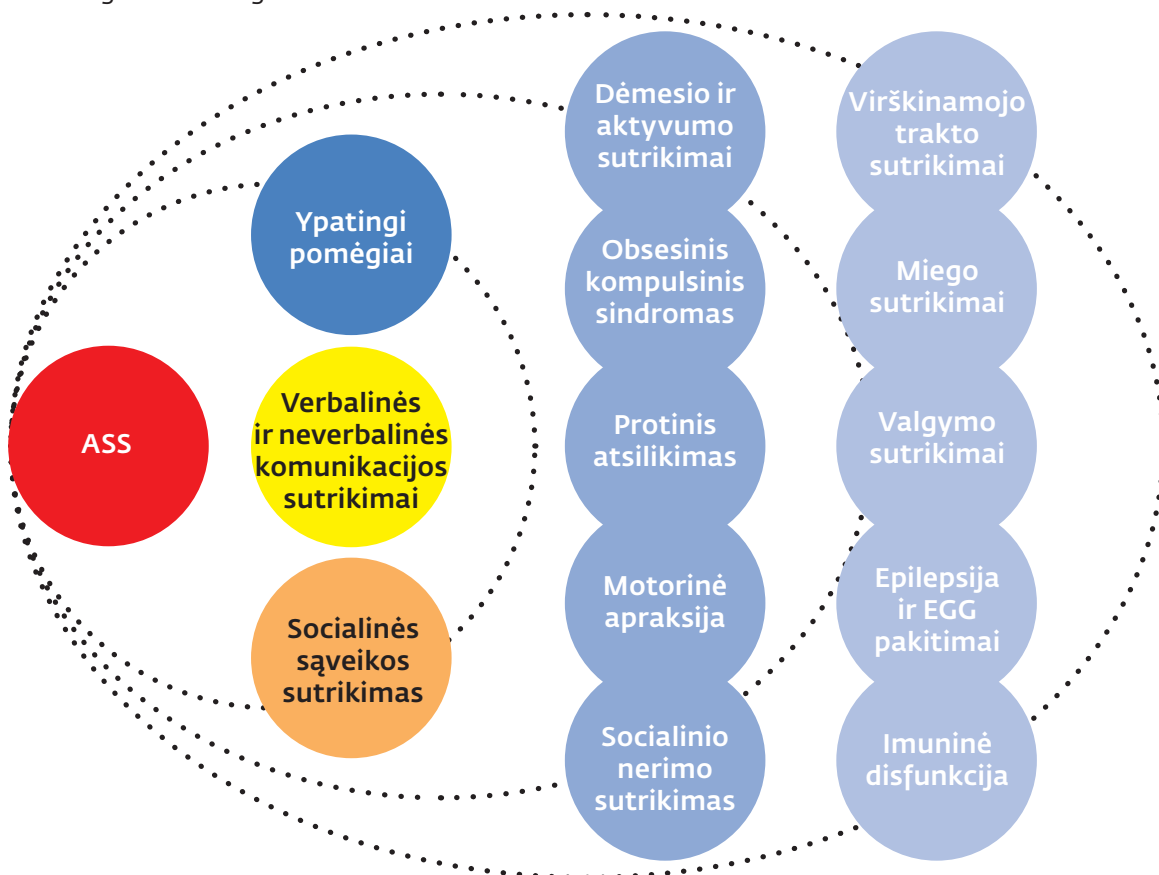 ASS
Ypatingi
pomėgiai
Verbalinės
ir neverbalinės
komunikacijos
sutrikimai
Socialinės
sąveikos
sutrikimas
Dėmesio ir
aktyvumo
sutrikimai
Obsesinis
kompulsinis
sindromas
Protinis
atsilikimas
Motorinė
apraksija
Socialinio
nerimo
sutrikimas
Virškinamojo
trakto
sutrikimai
Miego
sutrikimai
Valgymo
sutrikimai
Epilepsija
ir EGG
pakitimai
Imuninė
disfunkcija